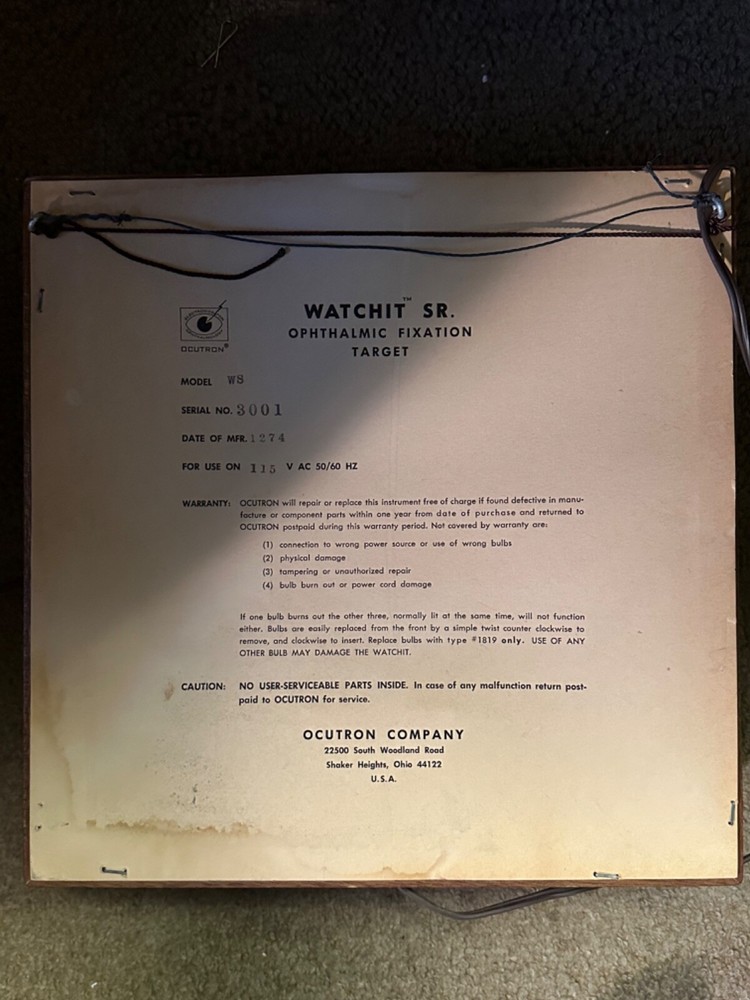 WATCHIT™ SR.
OPHTHALMIC FIXATION
TARGET
OCUTRON®
MODEL WS
SERIAL NO. 3001
DATE OF MFR. 1274
FOR USE ON 115 V AC 50/60 HZ
WARRANTY: OCUTRON will repair or replace this instrument free of charge if found defective in manu-
facture or component parts within one year from date of purchase and returned to
OCUTRON postpaid during this warranty period. Not covered by warranty are:
(1) connection to wrong power source or use of wrong bulbs
(2) physical damage
(3) tampering or unauthorized repair
(4) bulb burn out or power cord damage
If one bulb burns out the other three, normally lit at the same time, will not function
either. Bulbs are easily replaced from the front by a simple twist counter clockwise to
remove, and clockwise to insert. Replace bulbs with type #1819 only. USE OF ANY
OTHER BULB MAY DAMAGE THE WATCHIT.
CAUTION: NO USER-SERVICEABLE PARTS INSIDE. In case of any malfunction return post-
paid to OCUTRON for service.
OCUTRON COMPANY
22500 South Woodland Road
Shaker Heights, Ohio 44122
U.S.A.